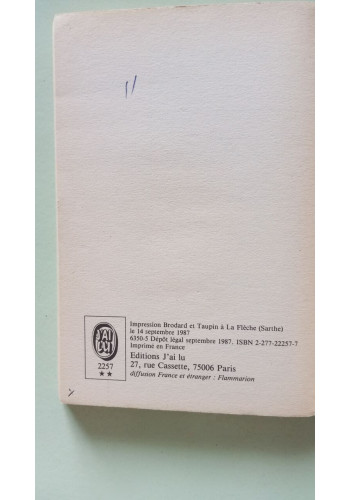 Impression Brodard et Taupin à La Flèche (Sarthe)
le 14 septembre 1987
6350-5 Dépôt légal septembre 1987. ISBN 2-277-22257-7
Imprimé en France
Editions J'ai lu
27, rue Cassette, 75006 Paris
diffusion France et étranger : Flammarion
J'AI
LU
2257
★★